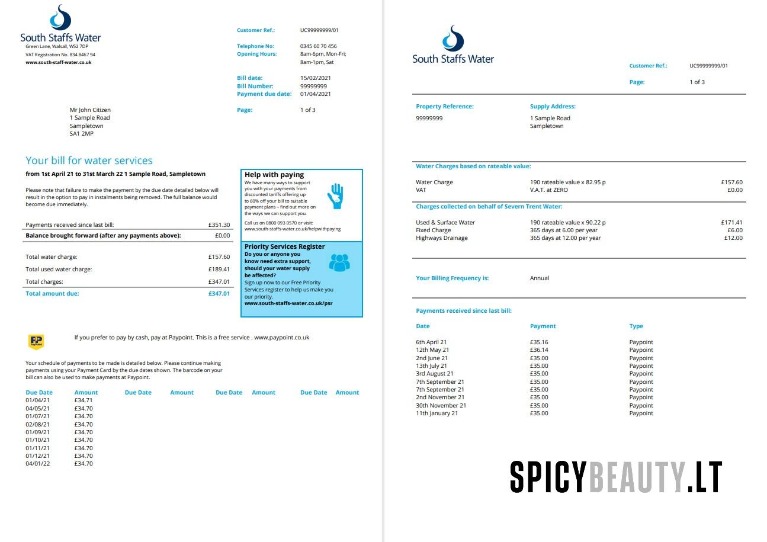 South Staffs Water
Green Lane, Walsall, WS2 7DP
VAT Registration No. 634 8467 94
www.south-staffs-water.co.uk
Customer Ref.: UC99999999/01
Telephone No: 0345 60 70 456
Opening Hours: 8am-6pm, Mon-Fri;
8am-1pm, Sat
Bill date: 15/02/2021
Bill Number: 99999999
Payment due date: 01/04/2021
Page: 1 of 3
Mr John Citizen
1 Sample Road
Sampletown
SA1 2MP
Your bill for water services
from 1st April 21 to 31st March 22 1 Sample Road, Sampletown
Please note that failure to make the payment by the due date detailed below will
result in the option to pay in instalments being removed. The full balance would
become due immediately.
Payments received since last bill: £351.30
Balance brought forward (after any payments above): £0.00
Total water charge: £157.60
Total used water charge: £189.41
Total charges: £347.01
Total amount due: £347.01
Help with paying
We have many ways to support
you with your payments from
discounted tariffs offering up
to 60% off your bill to suitable
payment plans - find out more on
the ways we can support you.
Call us on 0800 093 0570 or visit
www.south-staffs-water.co.uk/helpwithpaying
Priority Services Register
Do you or anyone you
know need extra support,
should your water supply
be affected?
Sign up now to our Free Priority
Services register to help us make you
our priority.
www.south-staffs-water.co.uk/psr
If you prefer to pay by cash, pay at Paypoint. This is a free service . www.paypoint.co.uk
Your schedule of payments to be made is detailed below. Please continue making
payments using your Payment Card by the due dates shown. The barcode on your
bill can also be used to make payments at Paypoint.
Due Date Amount Due Date Amount Due Date Amount Due Date Amount
01/04/21 £34.71
04/05/21 £34.70
01/07/21 £34.70
02/08/21 £34.70
01/09/21 £34.70
01/10/21 £34.70
01/11/21 £34.70
01/12/21 £34.70
04/01/22 £34.70
South Staffs Water
Customer Ref.: UC99999999/01
Page: 1 of 3
Property Reference: Supply Address:
99999999 1 Sample Road
Sampletown
Water Charges based on rateable value:
Water Charge 190 rateable value x 82.95 p £157.60
VAT V.A.T. at ZERO £0.00
Charges collected on behalf of Severn Trent Water:
Used & Surface Water 190 rateable value x 90.22 p £171.41
Fixed Charge 365 days at 6.00 per year £6.00
Highways Drainage 365 days at 12.00 per year £12.00
Your Billing Frequency is: Annual
Payments received since last bill:
Date Payment Type
6th April 21 £35.16 Paypoint
12th May 21 £36.14 Paypoint
2nd June 21 £35.00 Paypoint
13th July 21 £35.00 Paypoint
3rd August 21 £35.00 Paypoint
7th September 21 £35.00 Paypoint
7th September 21 £35.00 Paypoint
2nd November 21 £35.00 Paypoint
30th November 21 £35.00 Paypoint
11th January 21 £35.00 Paypoint
SPICYBEAUTY.LT